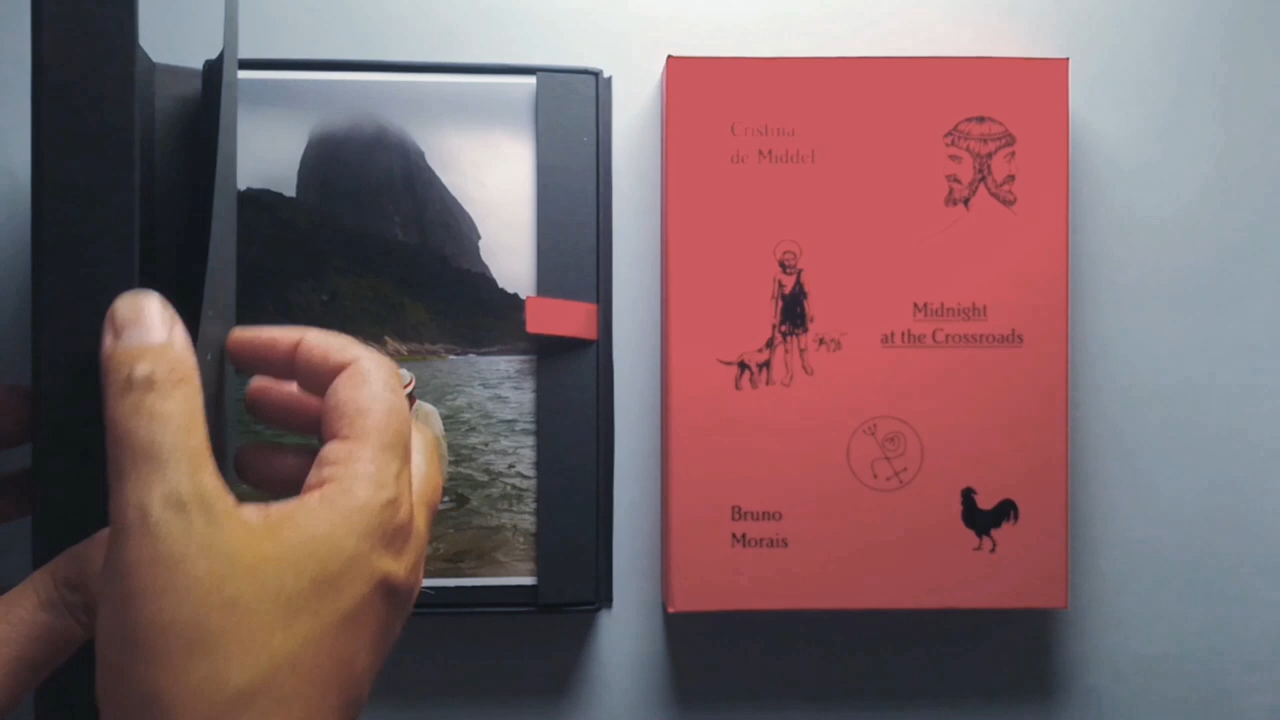 Cristina
de Middel
Midnight
at the Crossroads
Bruno
Morais